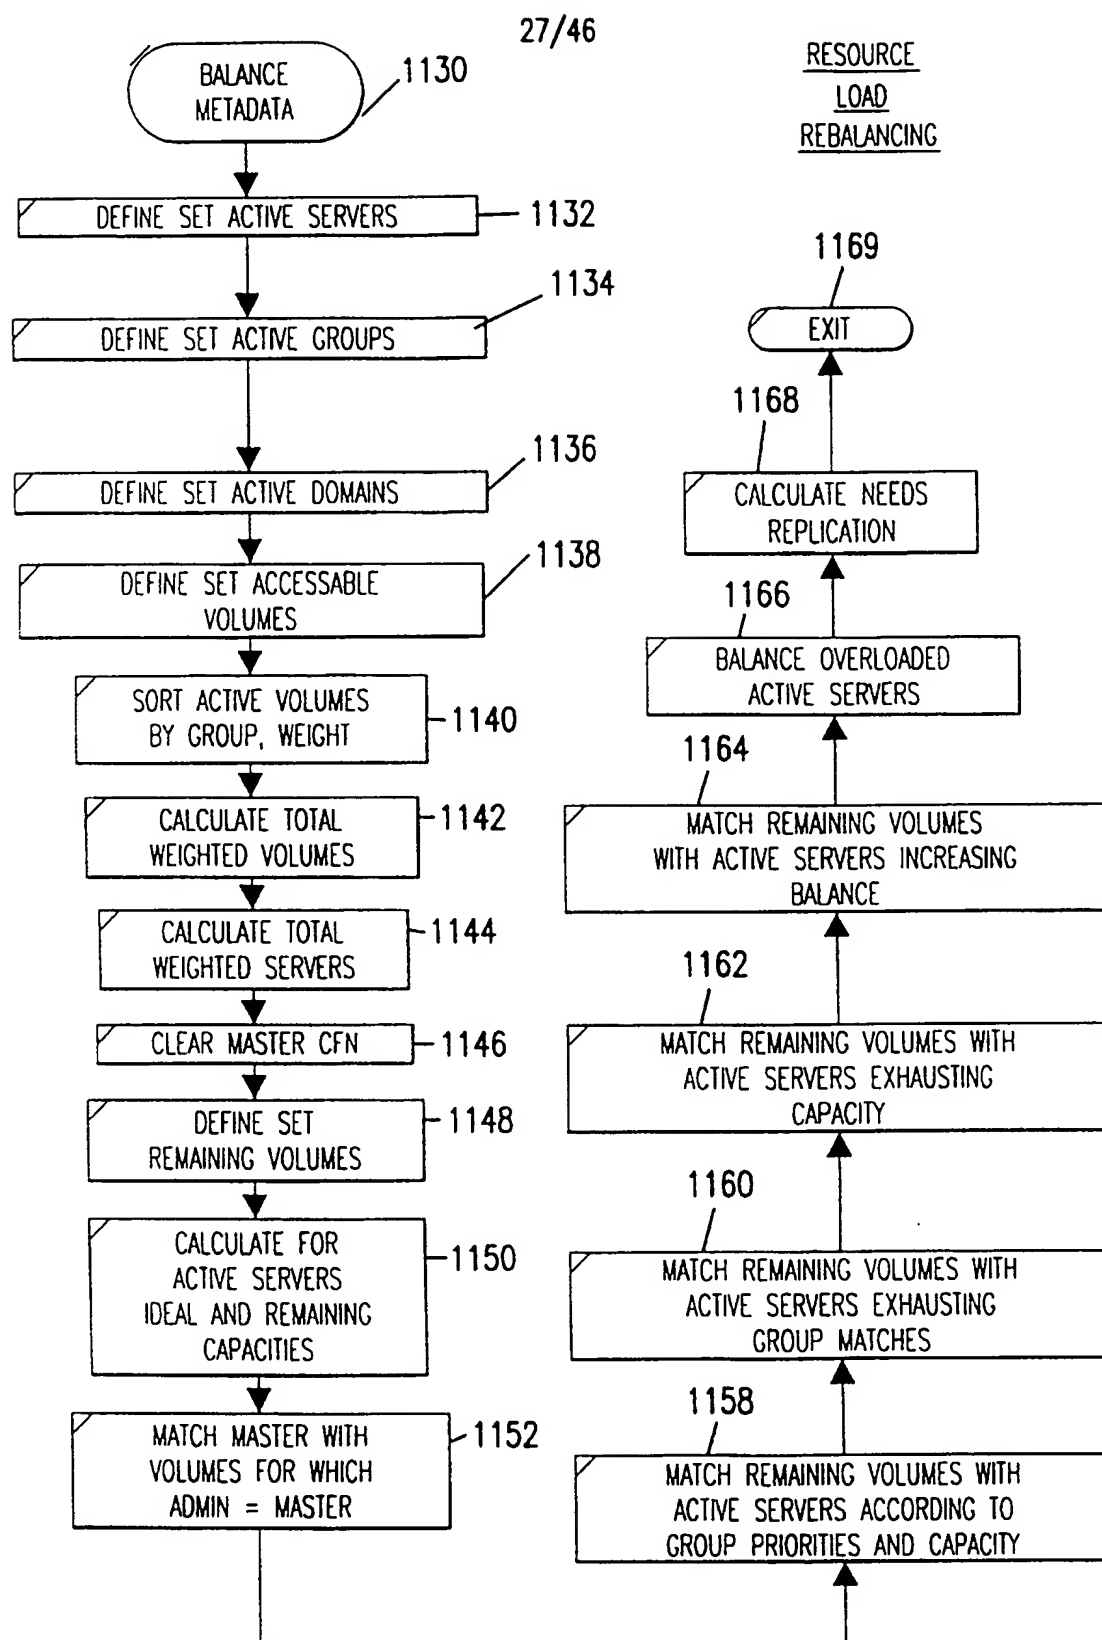 27/46
RESOURCE
LOAD
REBALANCING
BALANCE
METADATA
1130
DEFINE SET ACTIVE SERVERS
1132
DEFINE SET ACTIVE GROUPS
1134
DEFINE SET ACTIVE DOMAINS
1136
DEFINE SET ACCESSABLE
VOLUMES
1138
SORT ACTIVE VOLUMES
BY GROUP, WEIGHT
1140
CALCULATE TOTAL
WEIGHTED VOLUMES
1142
CALCULATE TOTAL
WEIGHTED SERVERS
1144
CLEAR MASTER CFN
1146
DEFINE SET
REMAINING VOLUMES
1148
CALCULATE FOR
ACTIVE SERVERS
IDEAL AND REMAINING
CAPACITIES
1150
MATCH MASTER WITH
VOLUMES FOR WHICH
ADMIN = MASTER
1152
1158
MATCH REMAINING VOLUMES WITH
ACTIVE SERVERS ACCORDING TO
GROUP PRIORITIES AND CAPACITY
1160
MATCH REMAINING VOLUMES WITH
ACTIVE SERVERS EXHAUSTING
GROUP MATCHES
1162
MATCH REMAINING VOLUMES WITH
ACTIVE SERVERS EXHAUSTING
CAPACITY
1164
MATCH REMAINING VOLUMES
WITH ACTIVE SERVERS INCREASING
BALANCE
1166
BALANCE OVERLOADED
ACTIVE SERVERS
1168
CALCULATE NEEDS
REPLICATION
1169
EXIT